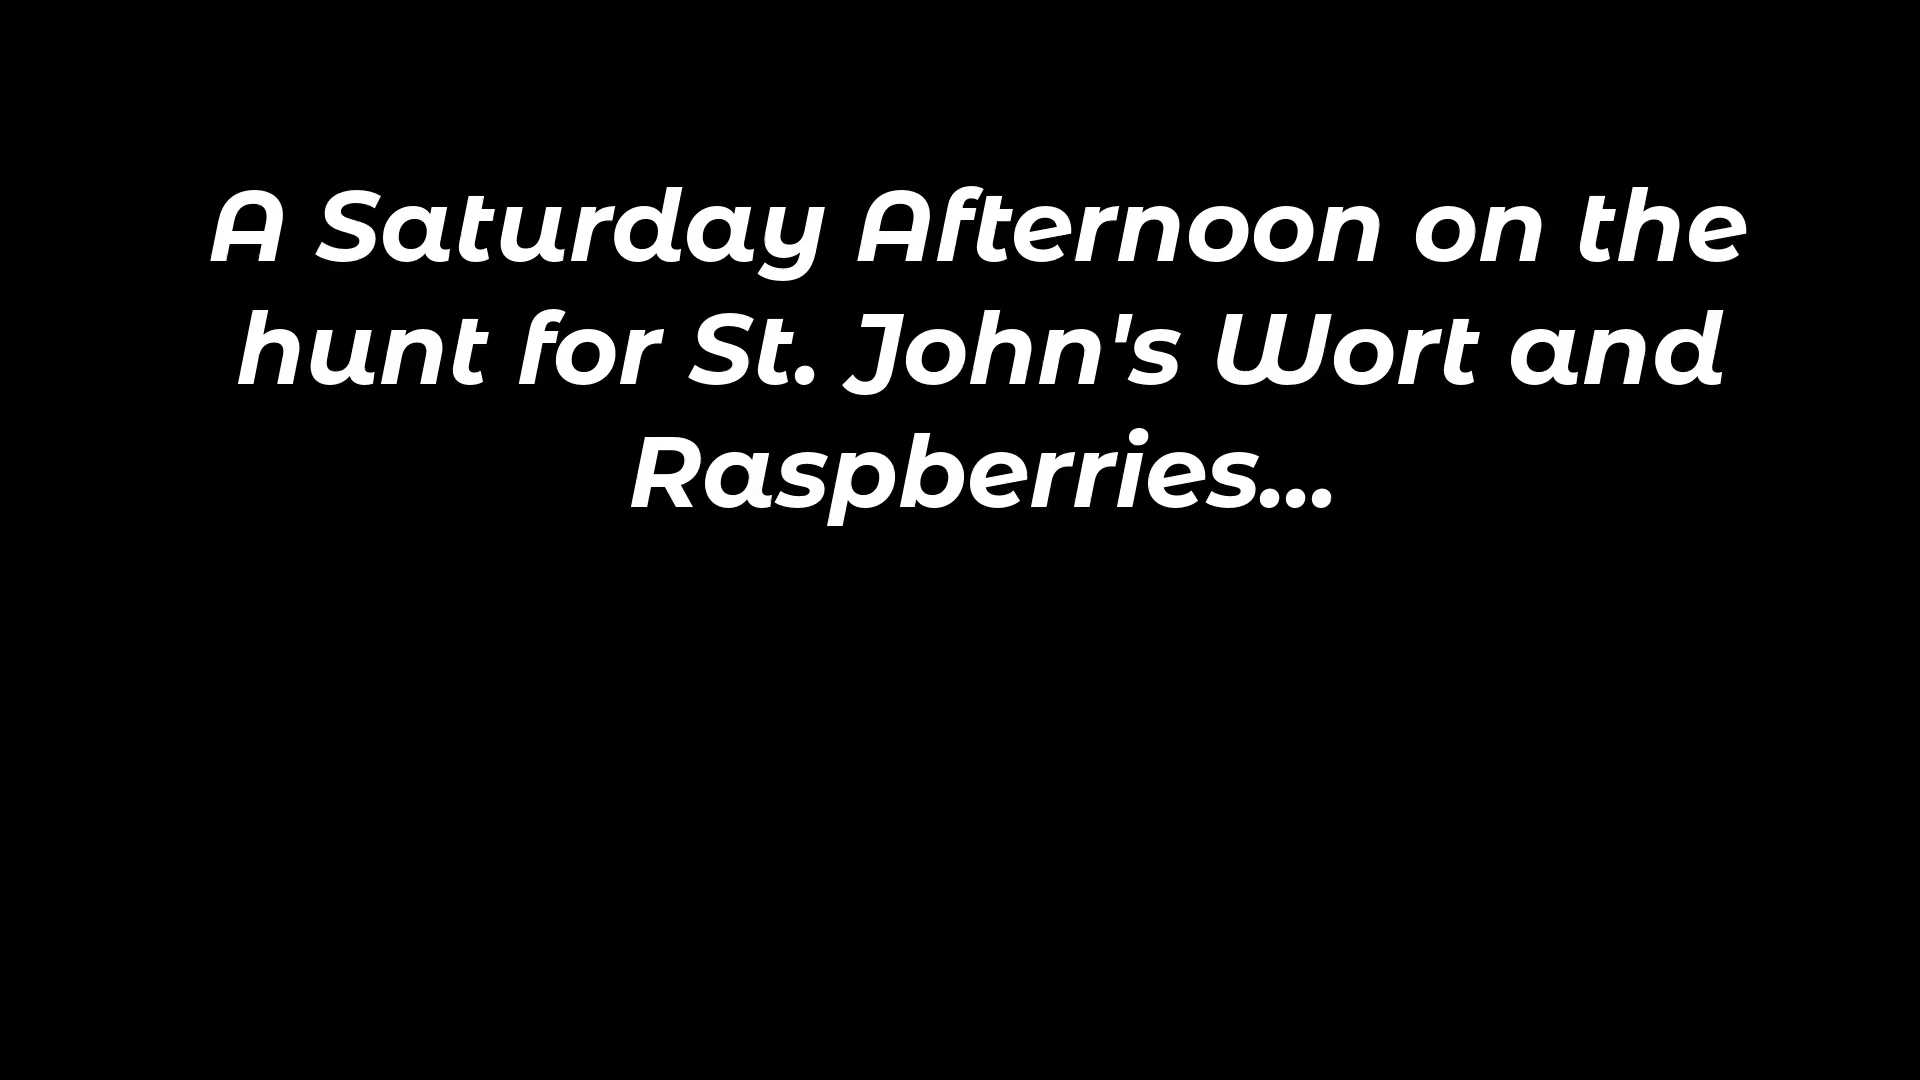 A Saturday Afternoon on the
hunt for St. John's Wort and
Raspberries...